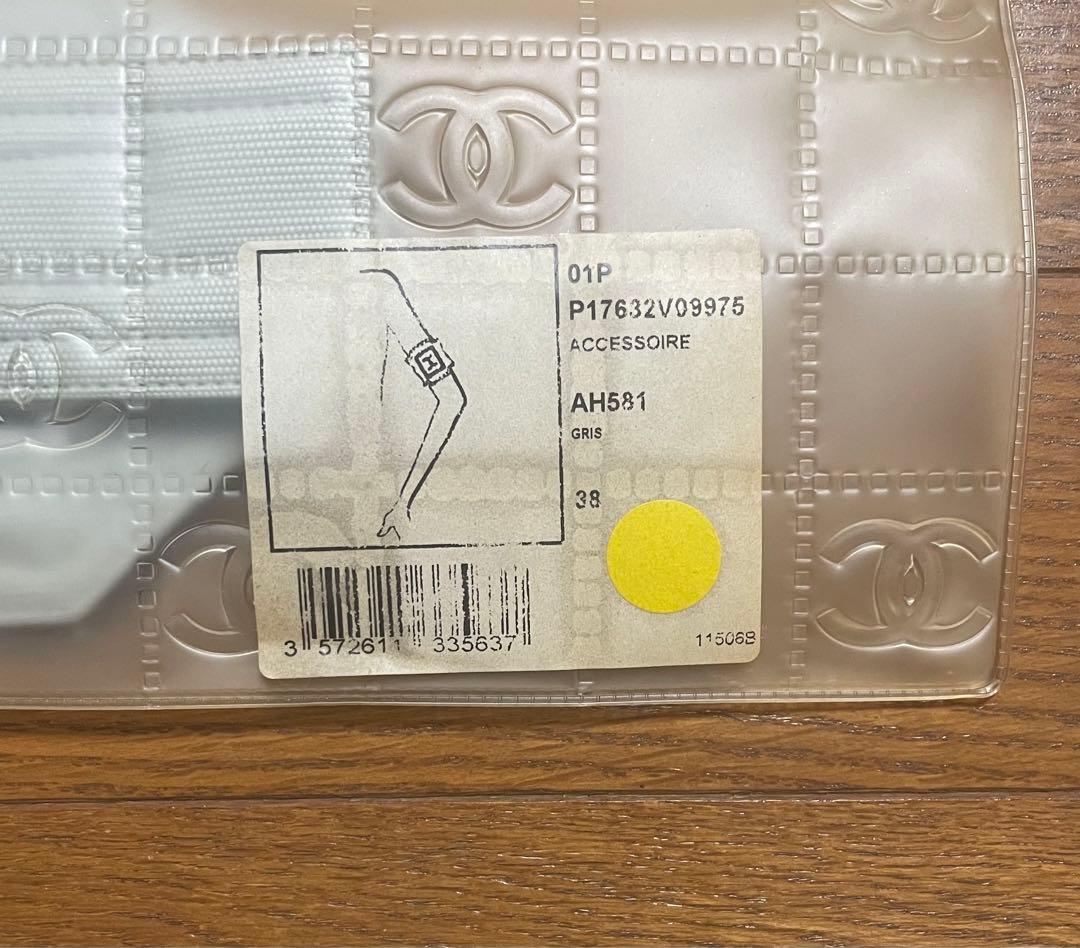 01P
P17632V09975
ACCESSOIRE
AH581
GRIS
38
3 572611 335637
115068